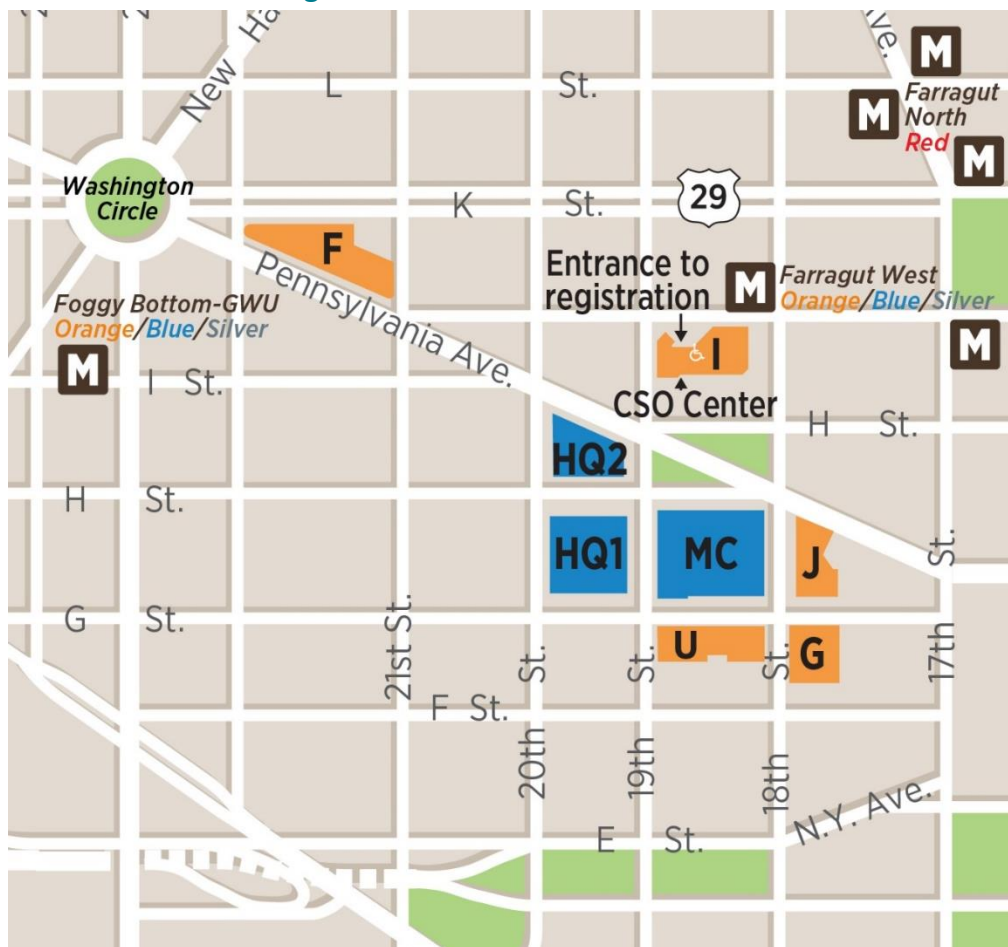 New Ha
Ave.
L St.
M
Farragut
North
Red
M
M
Washington
Circle
K St.
29
F
Pennsylvania Ave.
Entrance to
registration
M
Farragut West
Orange/Blue/Silver
M
Foggy Bottom-GWU
Orange/Blue/Silver
M
I St.
I
CSO Center
H St.
HQ2
H St.
HQ1
MC
J
G St.
U
G
21st St.
20th St.
19th St.
18th St.
17th St.
F St.
E St.
N.Y. Ave.